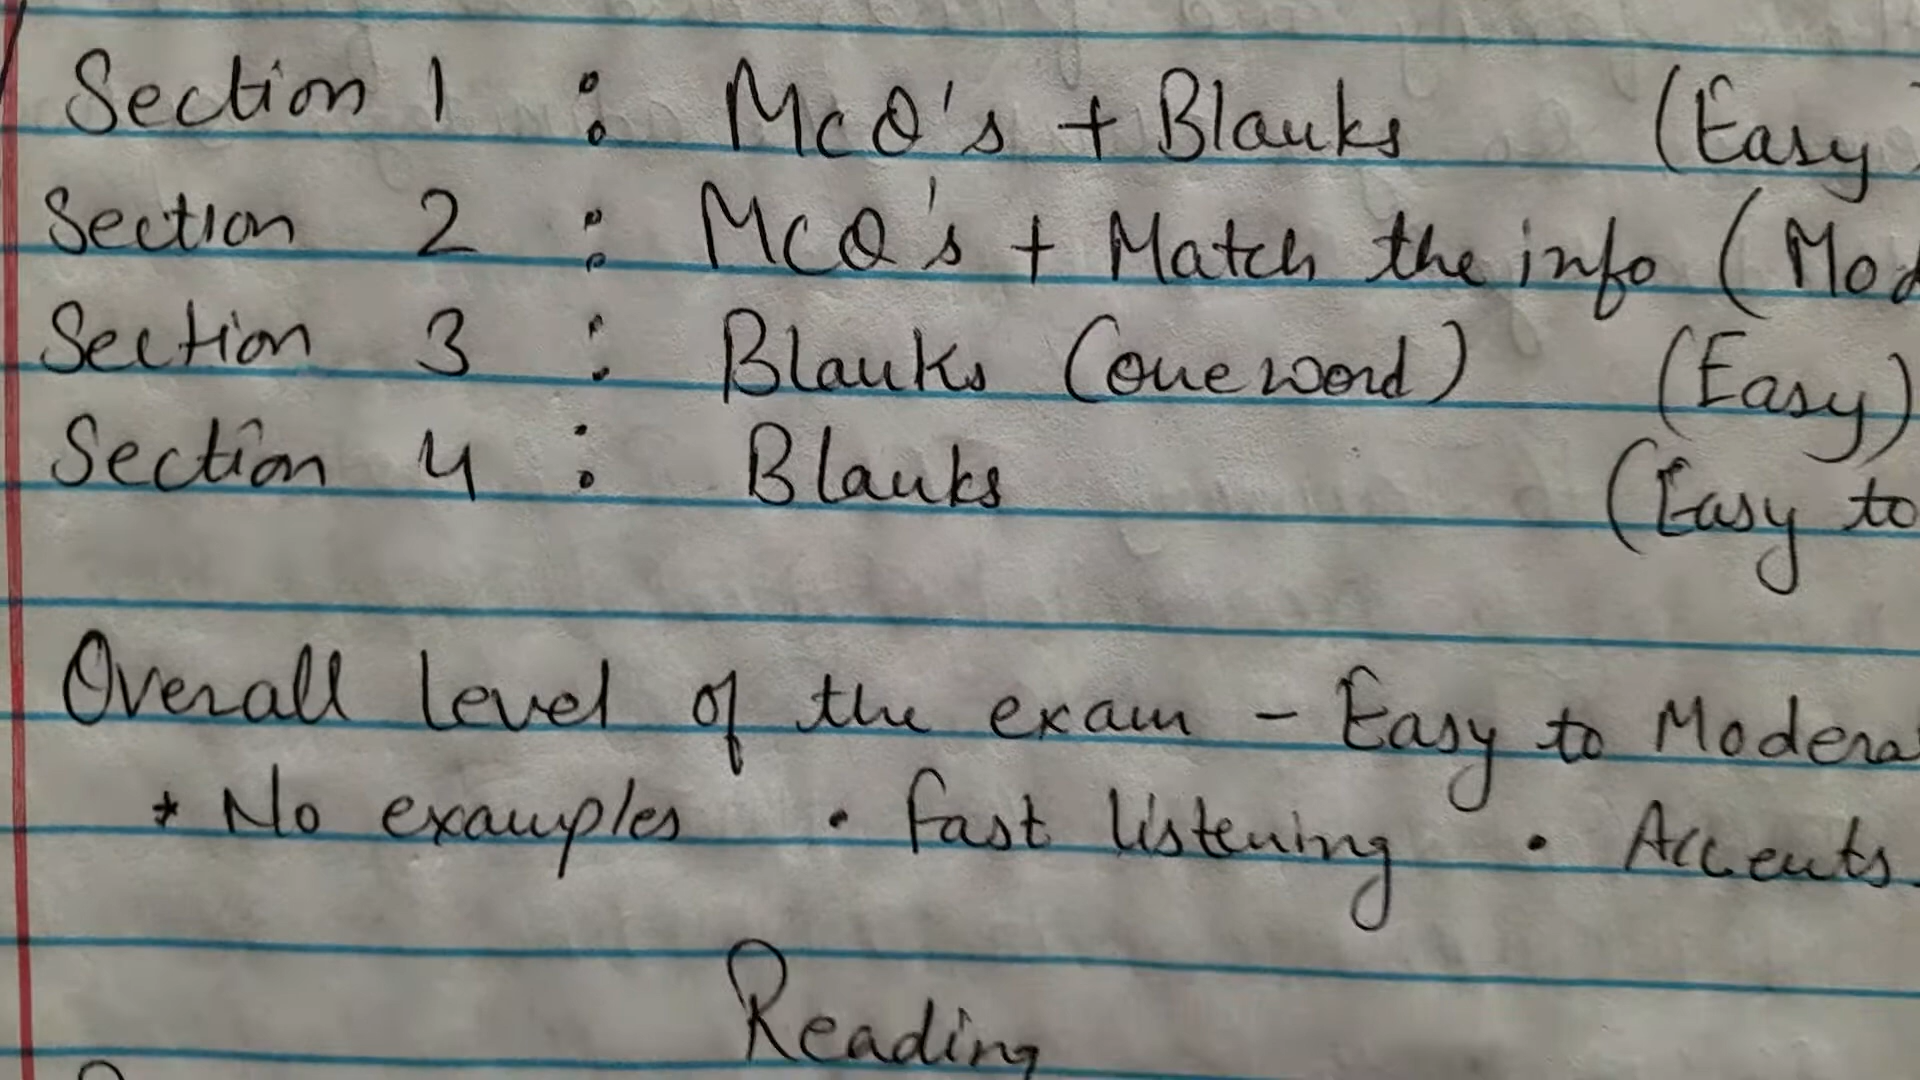 Section 1 : McQ's + Blanks (Easy)
Section 2 : MCQ's + Match the info (Mod
Section 3 : Blanks (one word) (Easy)
Section 4 : Blanks (Easy to
Overall level of the exam - Easy to Modera
* No examples • fast listening • Accents.
Reading